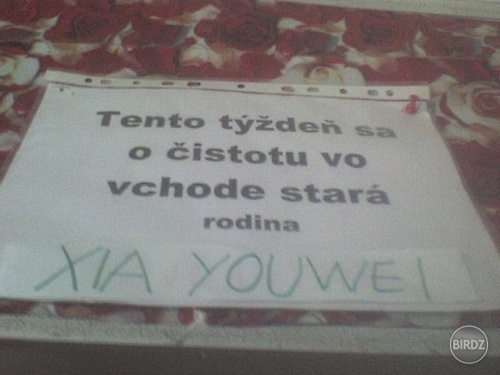 Tento týždeň sa
o čistotu vo
vchode stará
rodina
XIA YOUWEI
BIRDZ